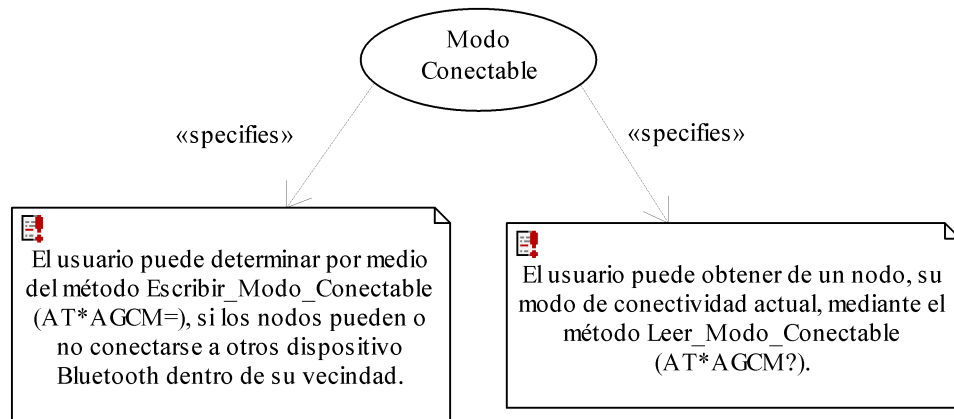 Modo
Conectable
«specifies»
«specifies»
El usuario puede determinar por medio
del método Escribir_Modo_Conectable
(AT*AGCM=), si los nodos pueden o
no conectarse a otros dispositivo
Bluetooth dentro de su vecindad.
El usuario puede obtener de un nodo, su
modo de conectividad actual, mediante el
método Leer_Modo_Conectable
(AT*AGCM?).